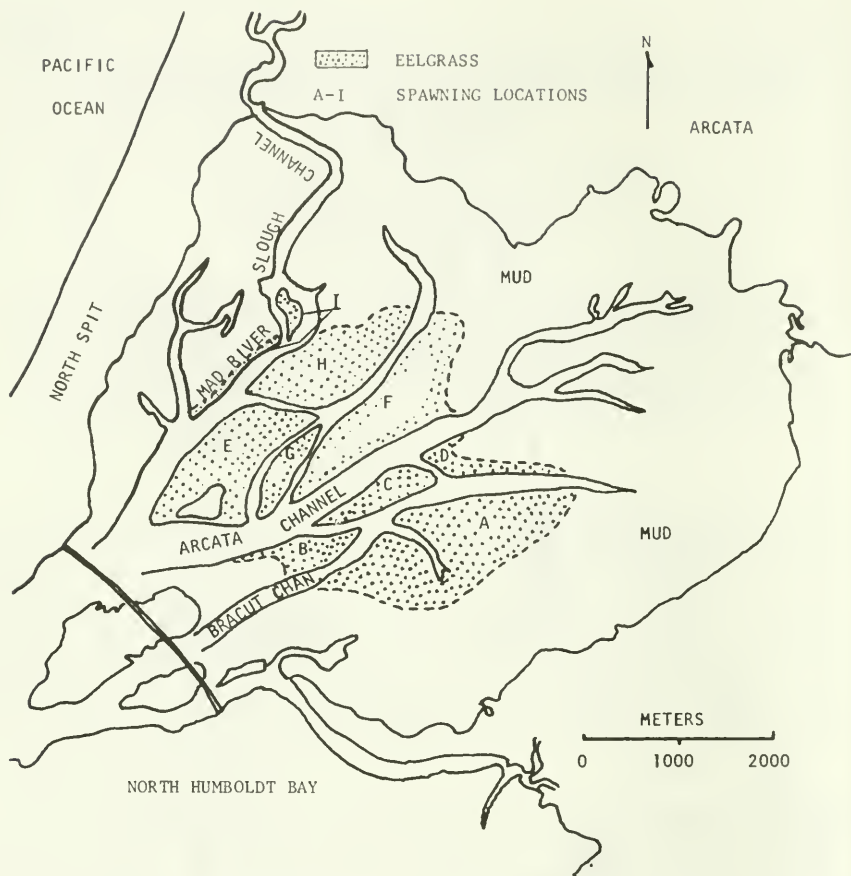 PACIFIC
OCEAN
EELGRASS
A-I SPAWNING LOCATIONS
N
ARCATA
CHANNEL
SLOUGH
MAD RIVER
NORTH SPIT
MUD
I
H
F
E
G
D
C
ARCATA CHANNEL
A
MUD
B
BRACUT CHAN
METERS
0 1000 2000
NORTH HUMBOLDT BAY